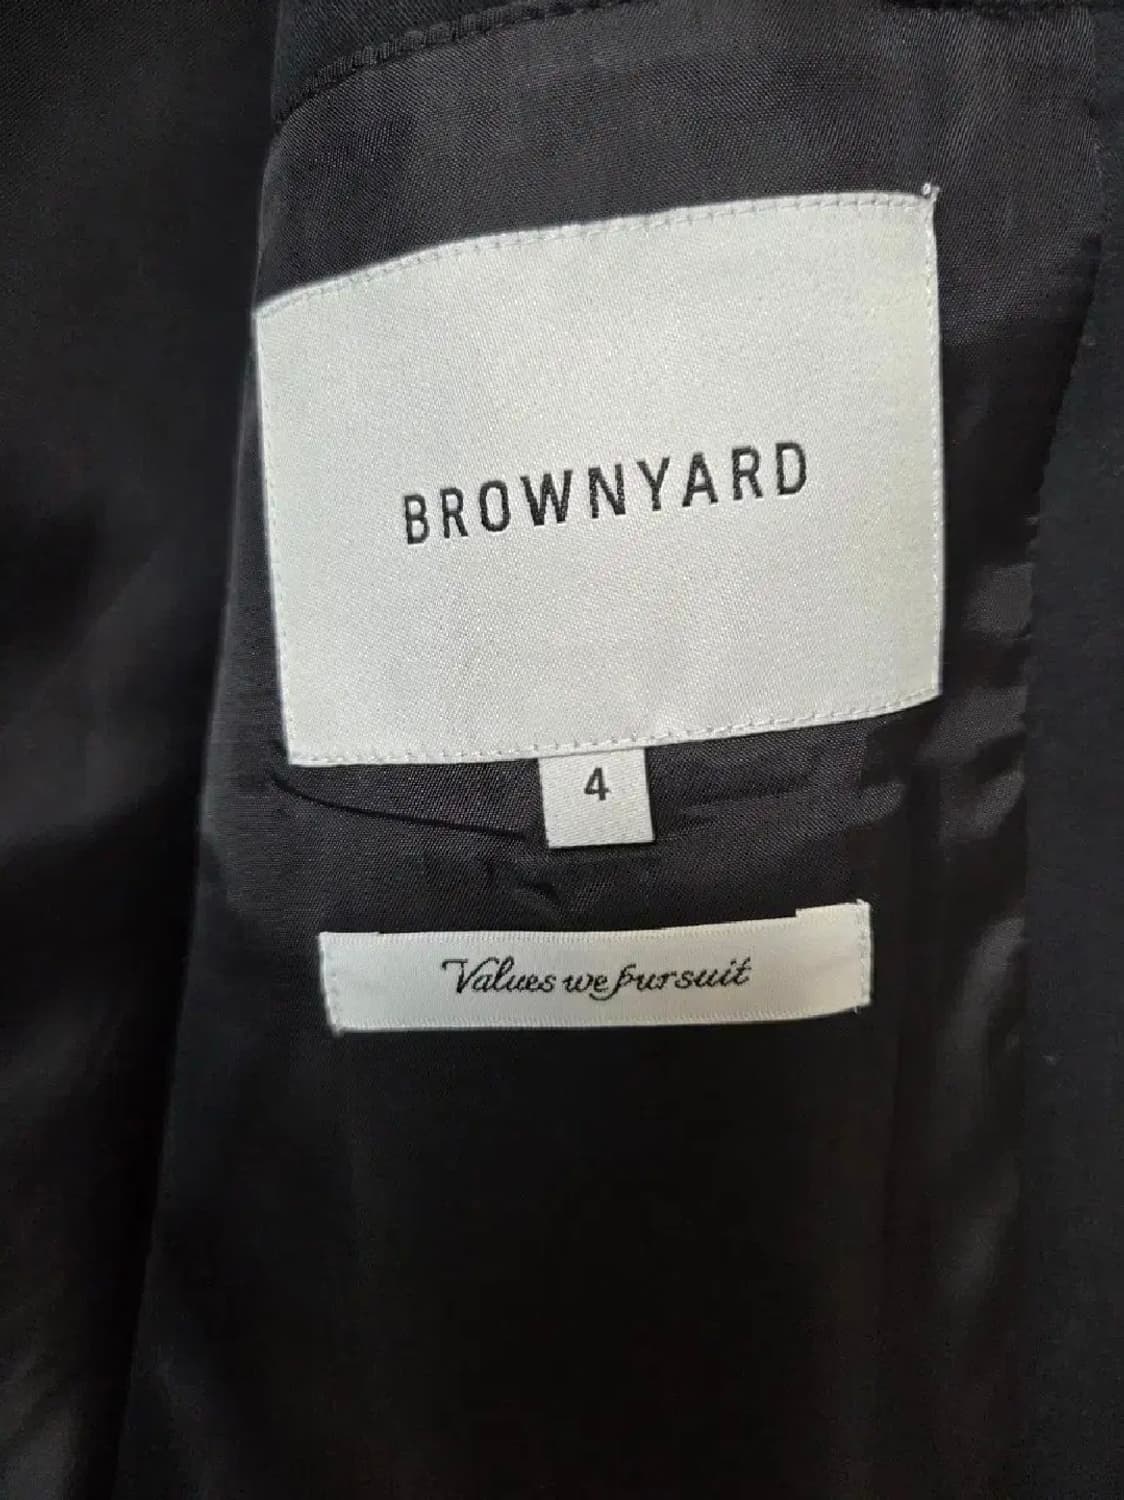 BROWNYARD
4
Values we pursuit